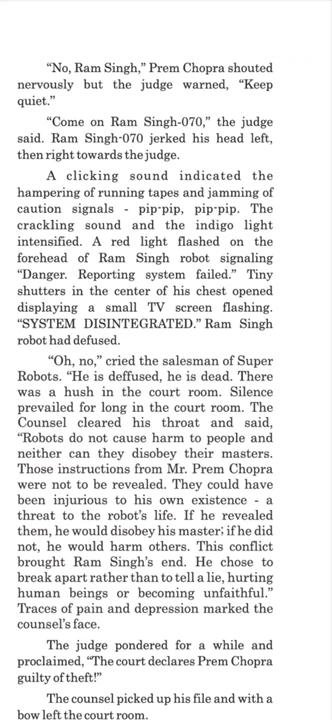 “No, Ram Singh,” Prem Chopra shouted
nervously but the judge warned, “Keep
quiet.”
“Come on Ram Singh-070,” the judge
said. Ram Singh-070 jerked his head left,
then right towards the judge.
A clicking sound indicated the
hampering of running tapes and jamming of
caution signals - pip-pip, pip-pip. The
crackling sound and the indigo light
intensified. A red light flashed on the
forehead of Ram Singh robot signaling
“Danger. Reporting system failed.” Tiny
shutters in the center of his chest opened
displaying a small TV screen flashing.
“SYSTEM DISINTEGRATED.” Ram Singh
robot had defused.
“Oh, no,” cried the salesman of Super
Robots. “He is deffused, he is dead. There
was a hush in the court room. Silence
prevailed for long in the court room. The
Counsel cleared his throat and said,
“Robots do not cause harm to people and
neither can they disobey their masters.
Those instructions from Mr. Prem Chopra
were not to be revealed. They could have
been injurious to his own existence - a
threat to the robot’s life. If he revealed
them, he would disobey his master; if he did
not, he would harm others. This conflict
brought Ram Singh’s end. He chose to
break apart rather than to tell a lie, hurting
human beings or becoming unfaithful.”
Traces of pain and depression marked the
counsel’s face.
The judge pondered for a while and
proclaimed, “The court declares Prem Chopra
guilty of theft!”
The counsel picked up his file and with a
bow left the court room.